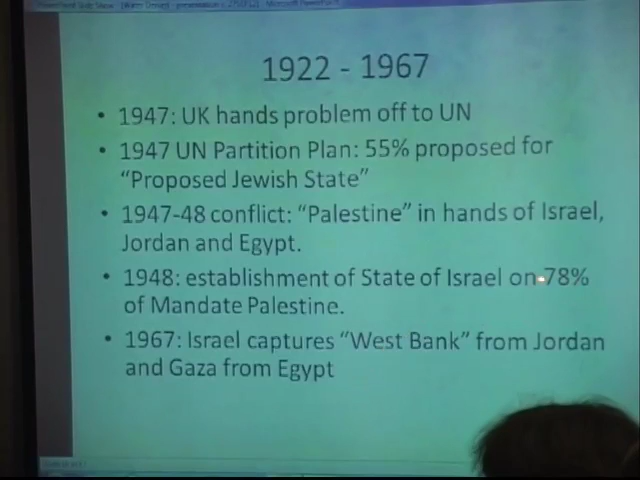 1922 - 1967
• 1947: UK hands problem off to UN
• 1947 UN Partition Plan: 55% proposed for
“Proposed Jewish State”
• 1947-48 conflict: “Palestine” in hands of Israel,
Jordan and Egypt.
• 1948: establishment of State of Israel on 78%
of Mandate Palestine.
• 1967: Israel captures “West Bank” from Jordan
and Gaza from Egypt